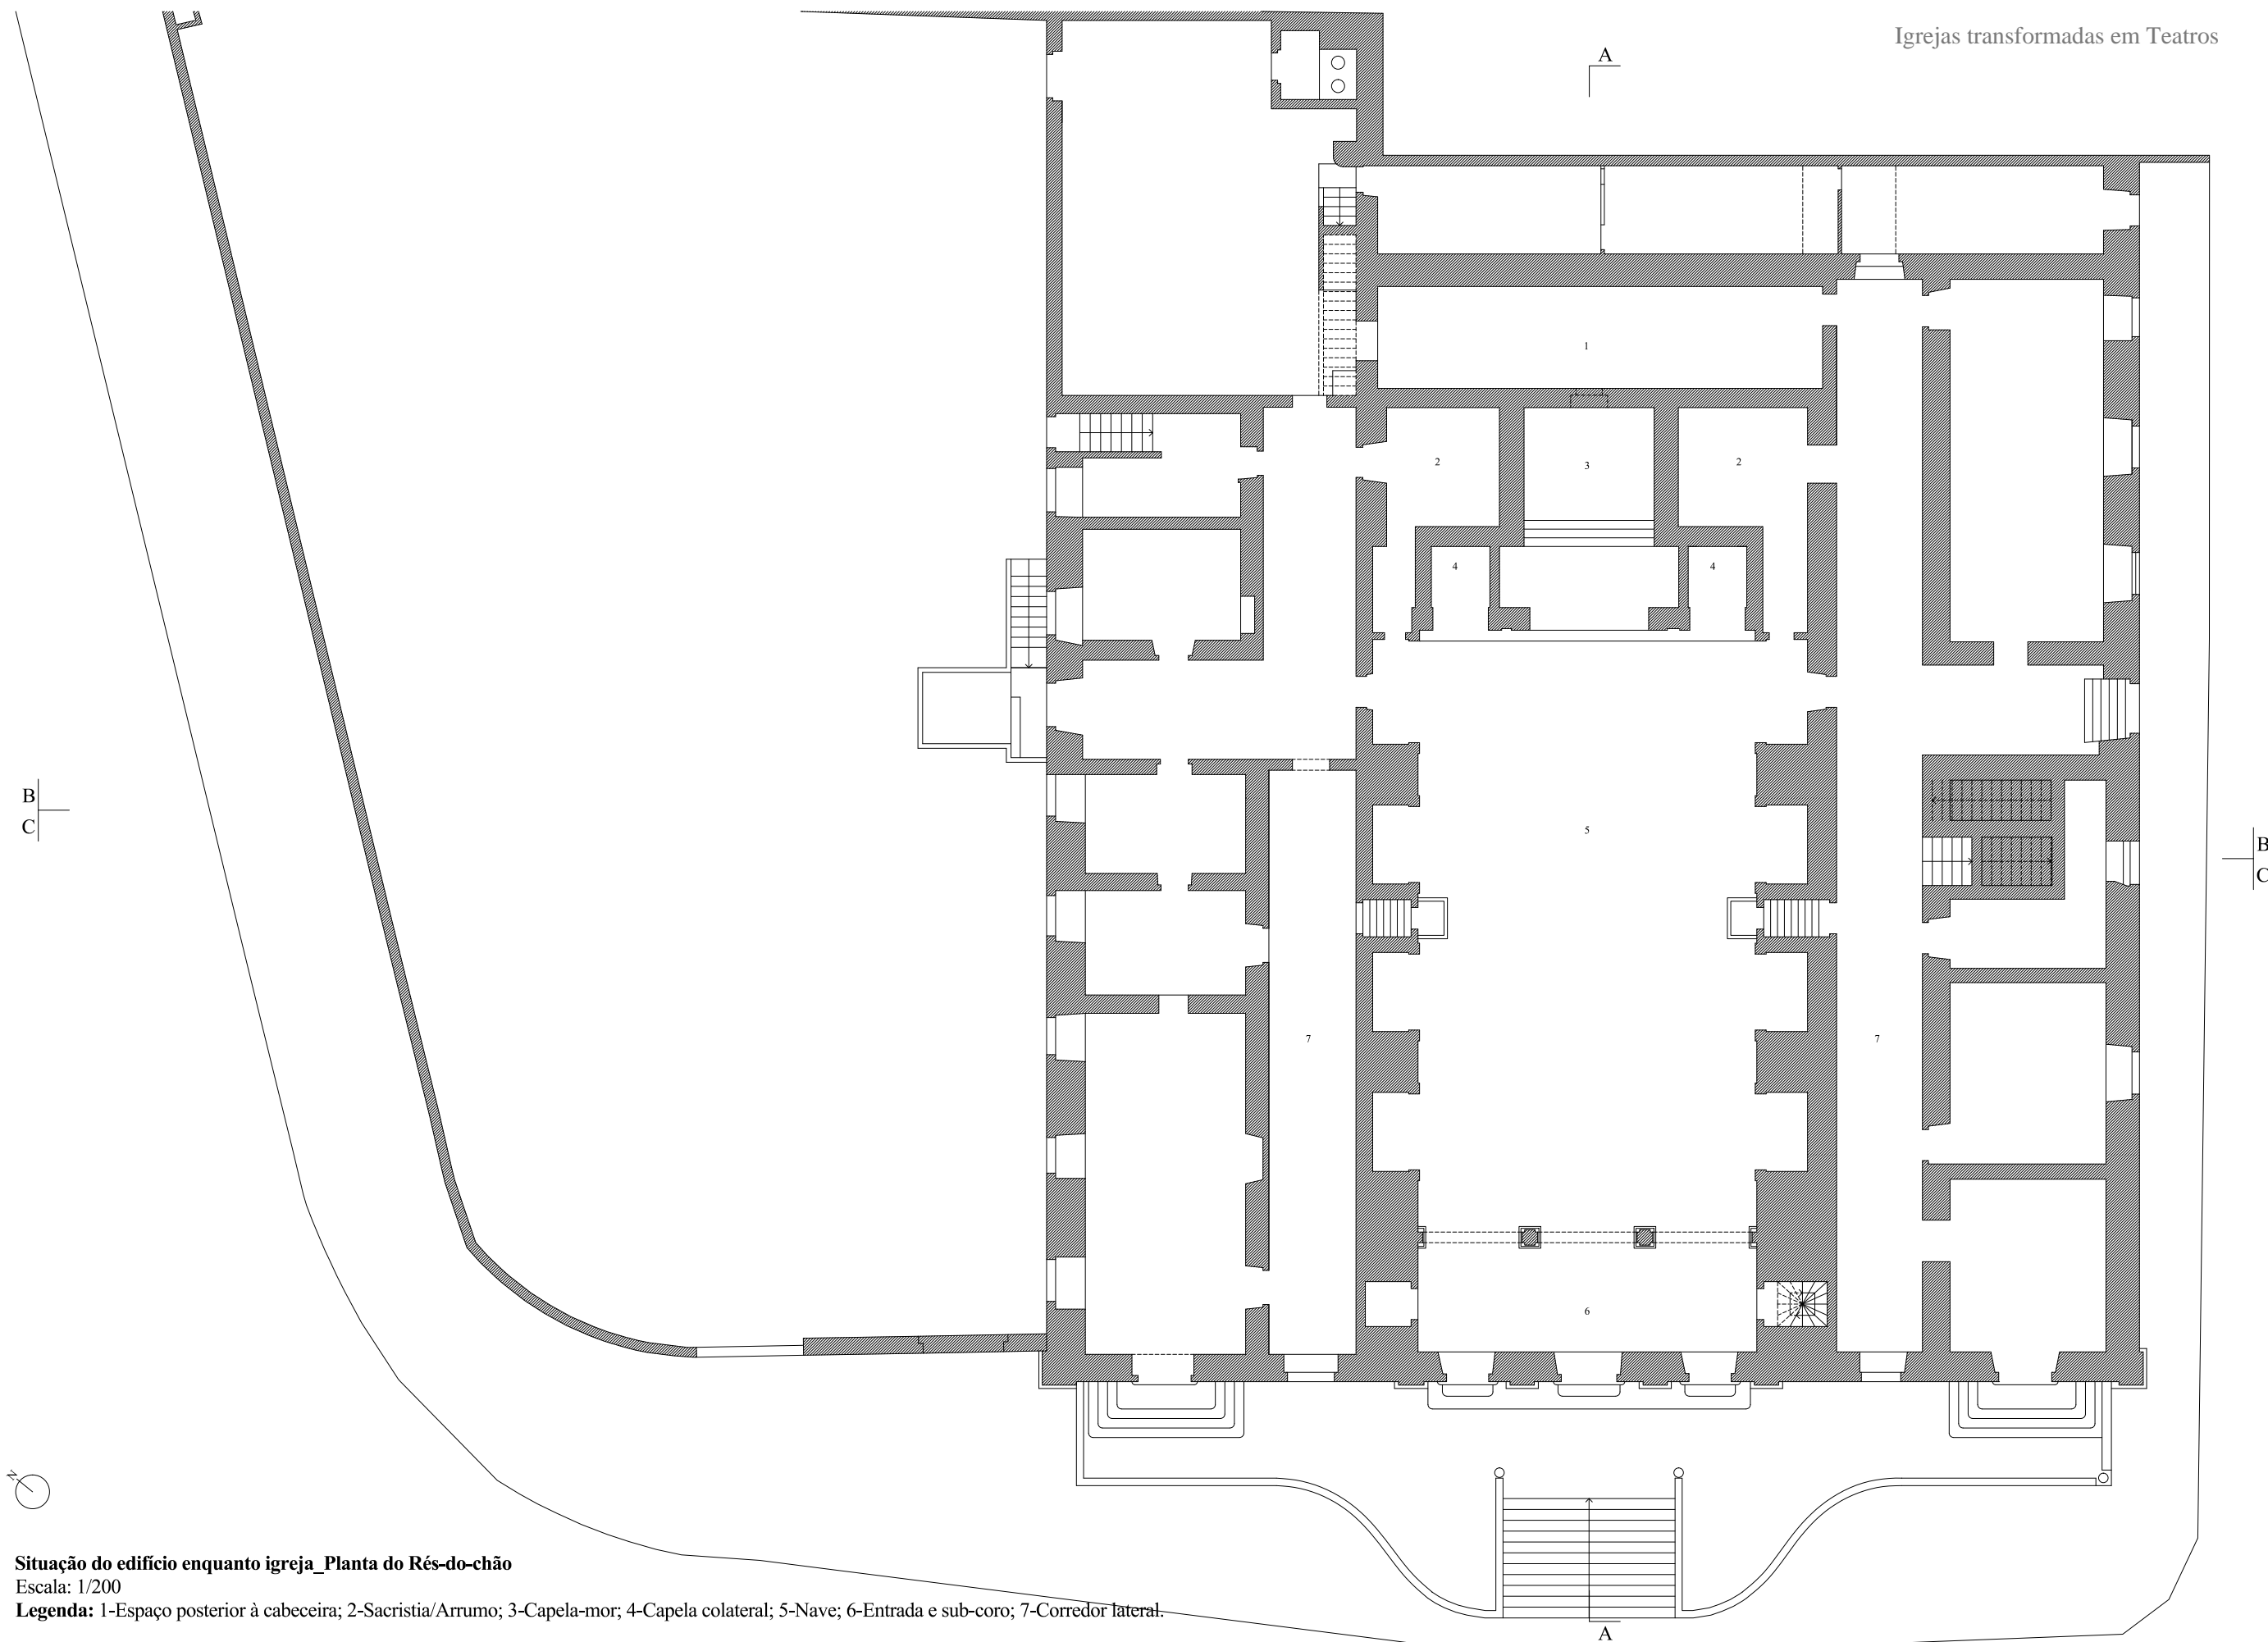 Igrejas transformadas em Teatros
A
1
2
3
2
4
4
B
C
5
B
C
7
7
6
N
Situação do edifício enquanto igreja_Planta do Rés-do-chão
Escala: 1/200
Legenda: 1-Espaço posterior à cabeceira; 2-Sacristia/Arrumo; 3-Capela-mor; 4-Capela colateral; 5-Nave; 6-Entrada e sub-coro; 7-Corredor lateral.
A